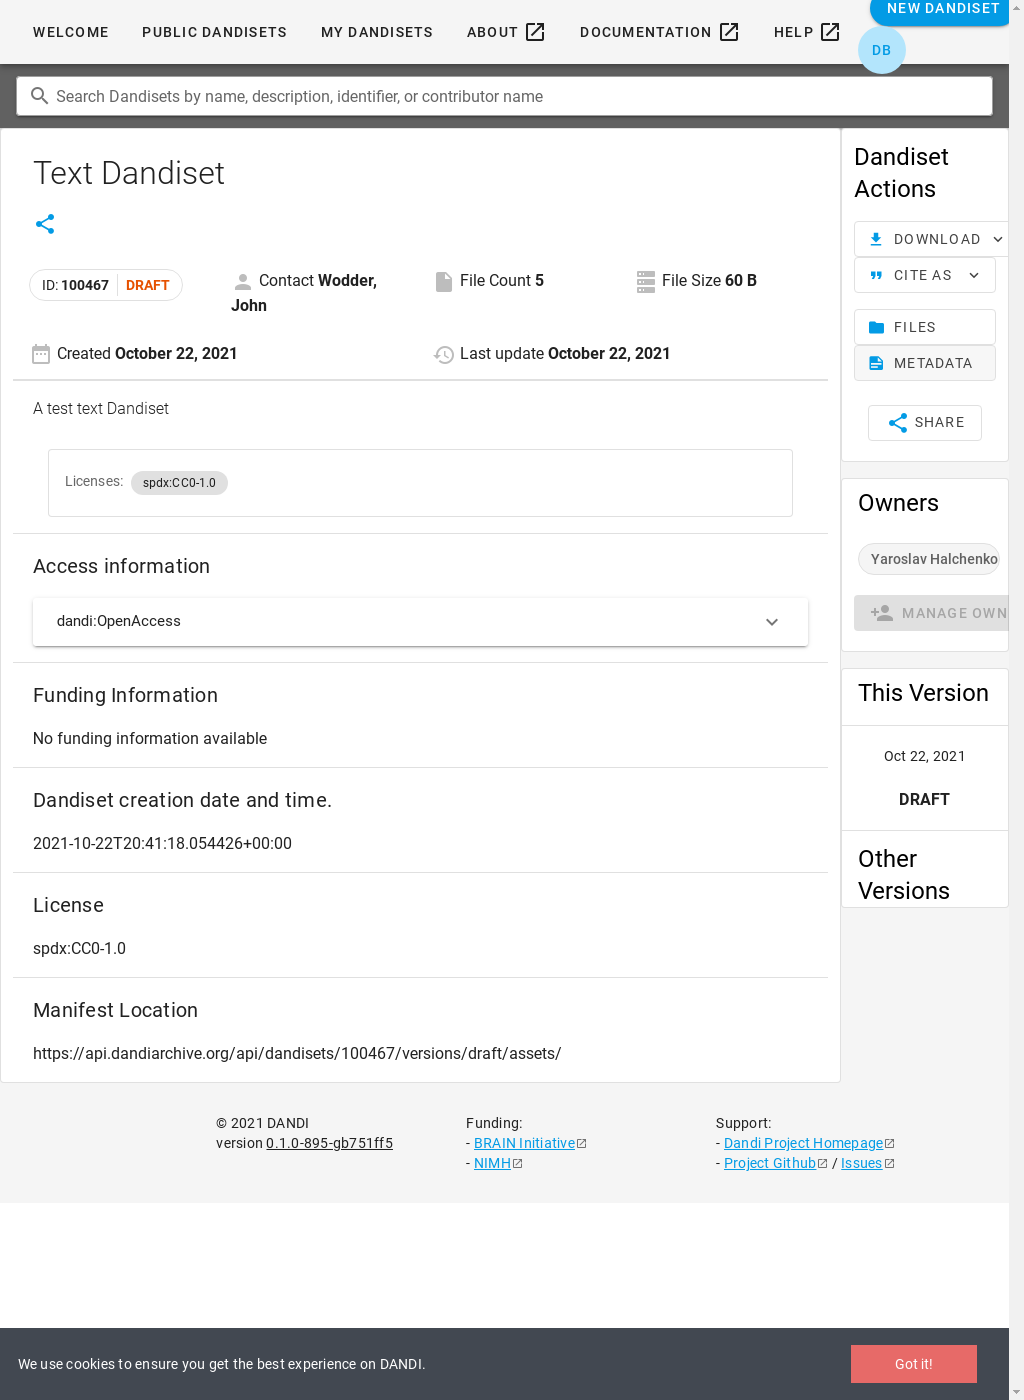 WELCOME PUBLIC DANDISETS MY DANDISETS ABOUT DOCUMENTATION HELP NEW DANDISET
DB
Search Dandisets by name, description, identifier, or contributor name
Text Dandiset
ID: 100467 DRAFT
Contact Wodder, John
File Count 5
File Size 60 B
Created October 22, 2021
Last update October 22, 2021
A test text Dandiset
Licenses: spdx:CC0-1.0
Access information
dandi:OpenAccess
Funding Information
No funding information available
Dandiset creation date and time.
2021-10-22T20:41:18.054426+00:00
License
spdx:CC0-1.0
Manifest Location
https://api.dandiarchive.org/api/dandisets/100467/versions/draft/assets/
Dandiset
Actions
DOWNLOAD
CITE AS
FILES
METADATA
SHARE
Owners
Yaroslav Halchenko
MANAGE OWN
This Version
Oct 22, 2021
DRAFT
Other
Versions
© 2021 DANDI
version 0.1.0-895-gb751ff5
Funding:
- BRAIN Initiative
- NIMH
Support:
- Dandi Project Homepage
- Project Github / Issues
We use cookies to ensure you get the best experience on DANDI.
Got it!